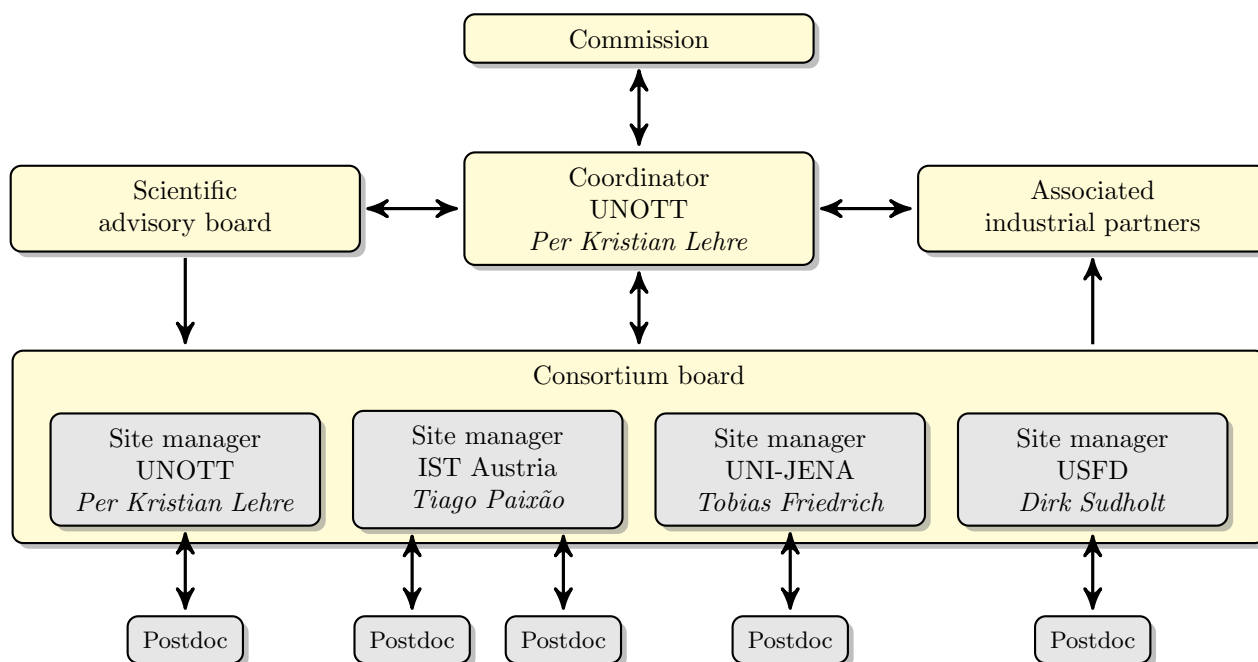 Commission
Scientific
advisory board
Coordinator
UNOTT
Per Kristian Lehre
Associated
industrial partners
Consortium board
Site manager
UNOTT
Per Kristian Lehre
Site manager
IST Austria
Tiago Paixão
Site manager
UNI-JENA
Tobias Friedrich
Site manager
USFD
Dirk Sudholt
Postdoc
Postdoc
Postdoc
Postdoc
Postdoc